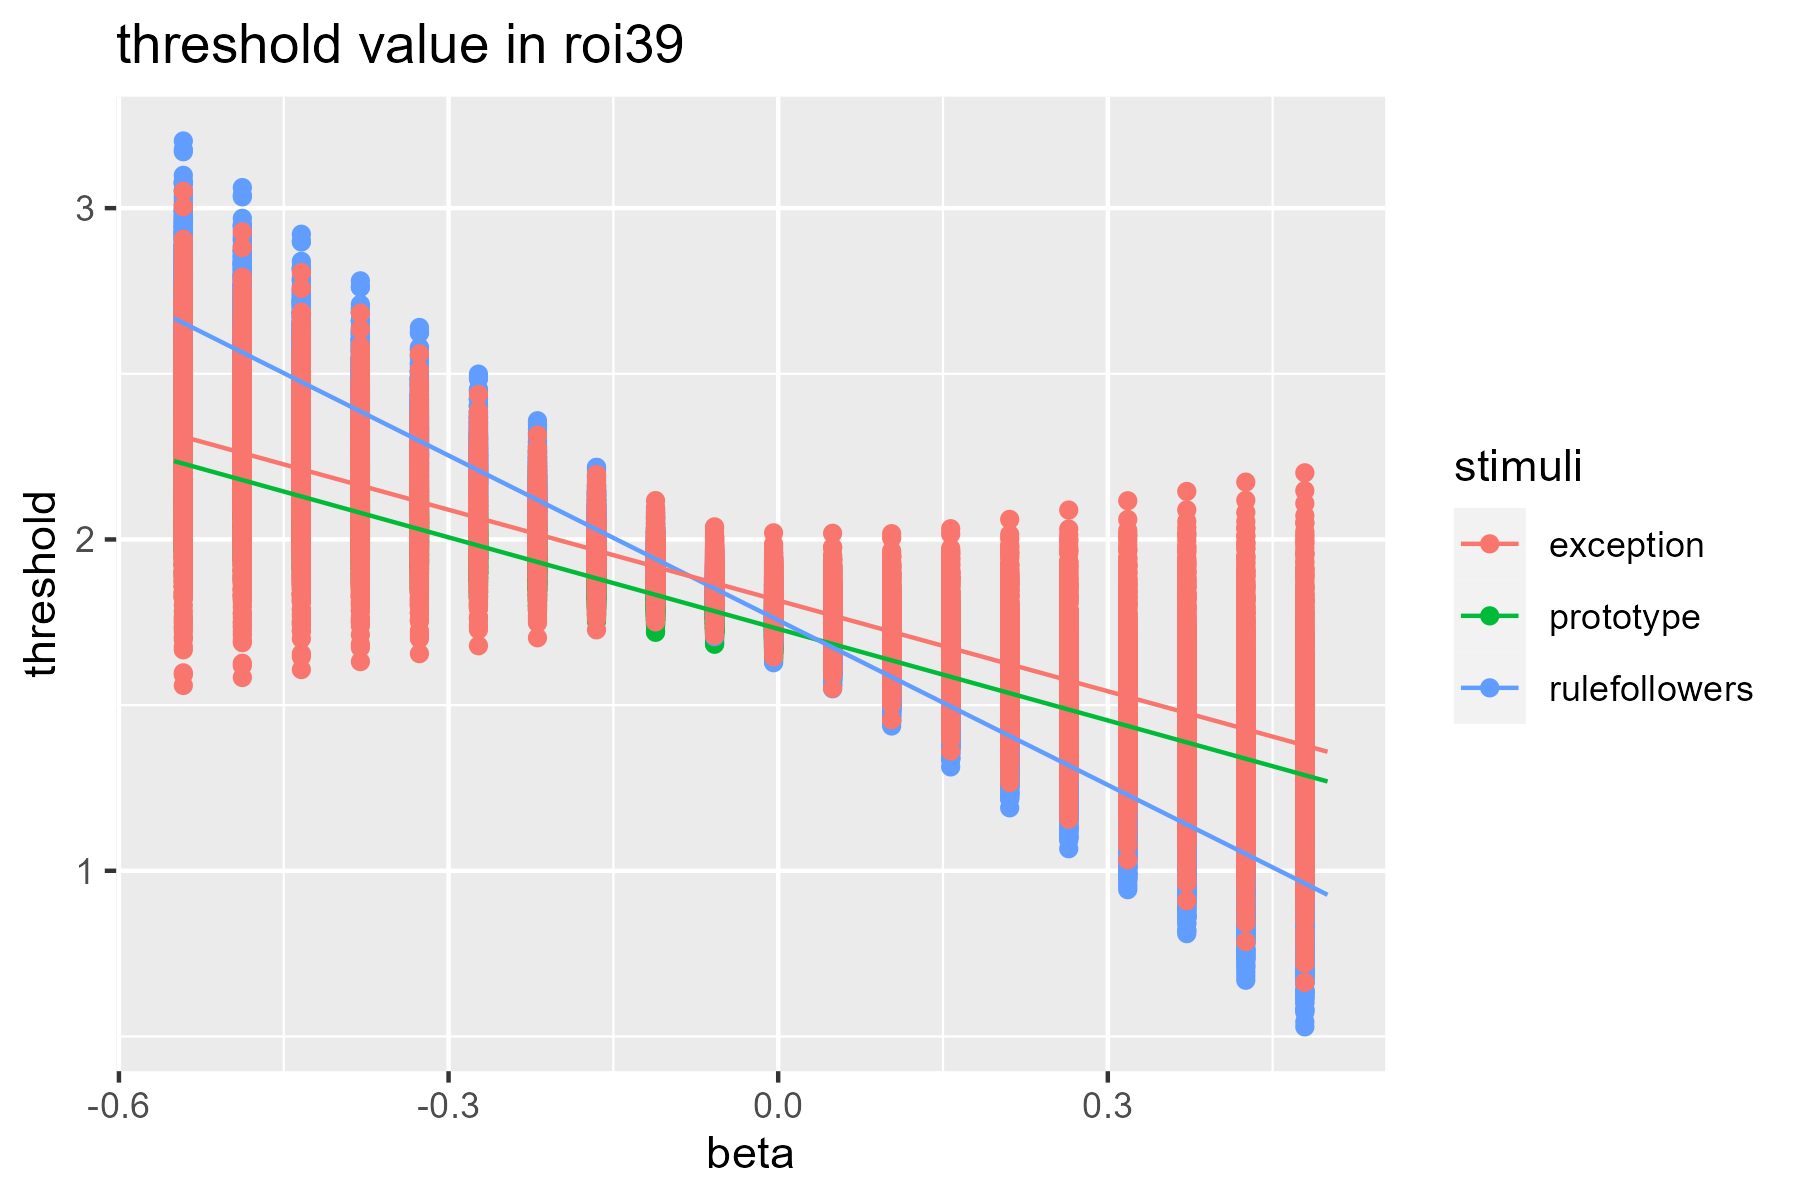 threshold value in roi39
3
2
1
threshold
-0.6
-0.3
0.0
0.3
beta
stimuli
exception
prototype
rulefollowers